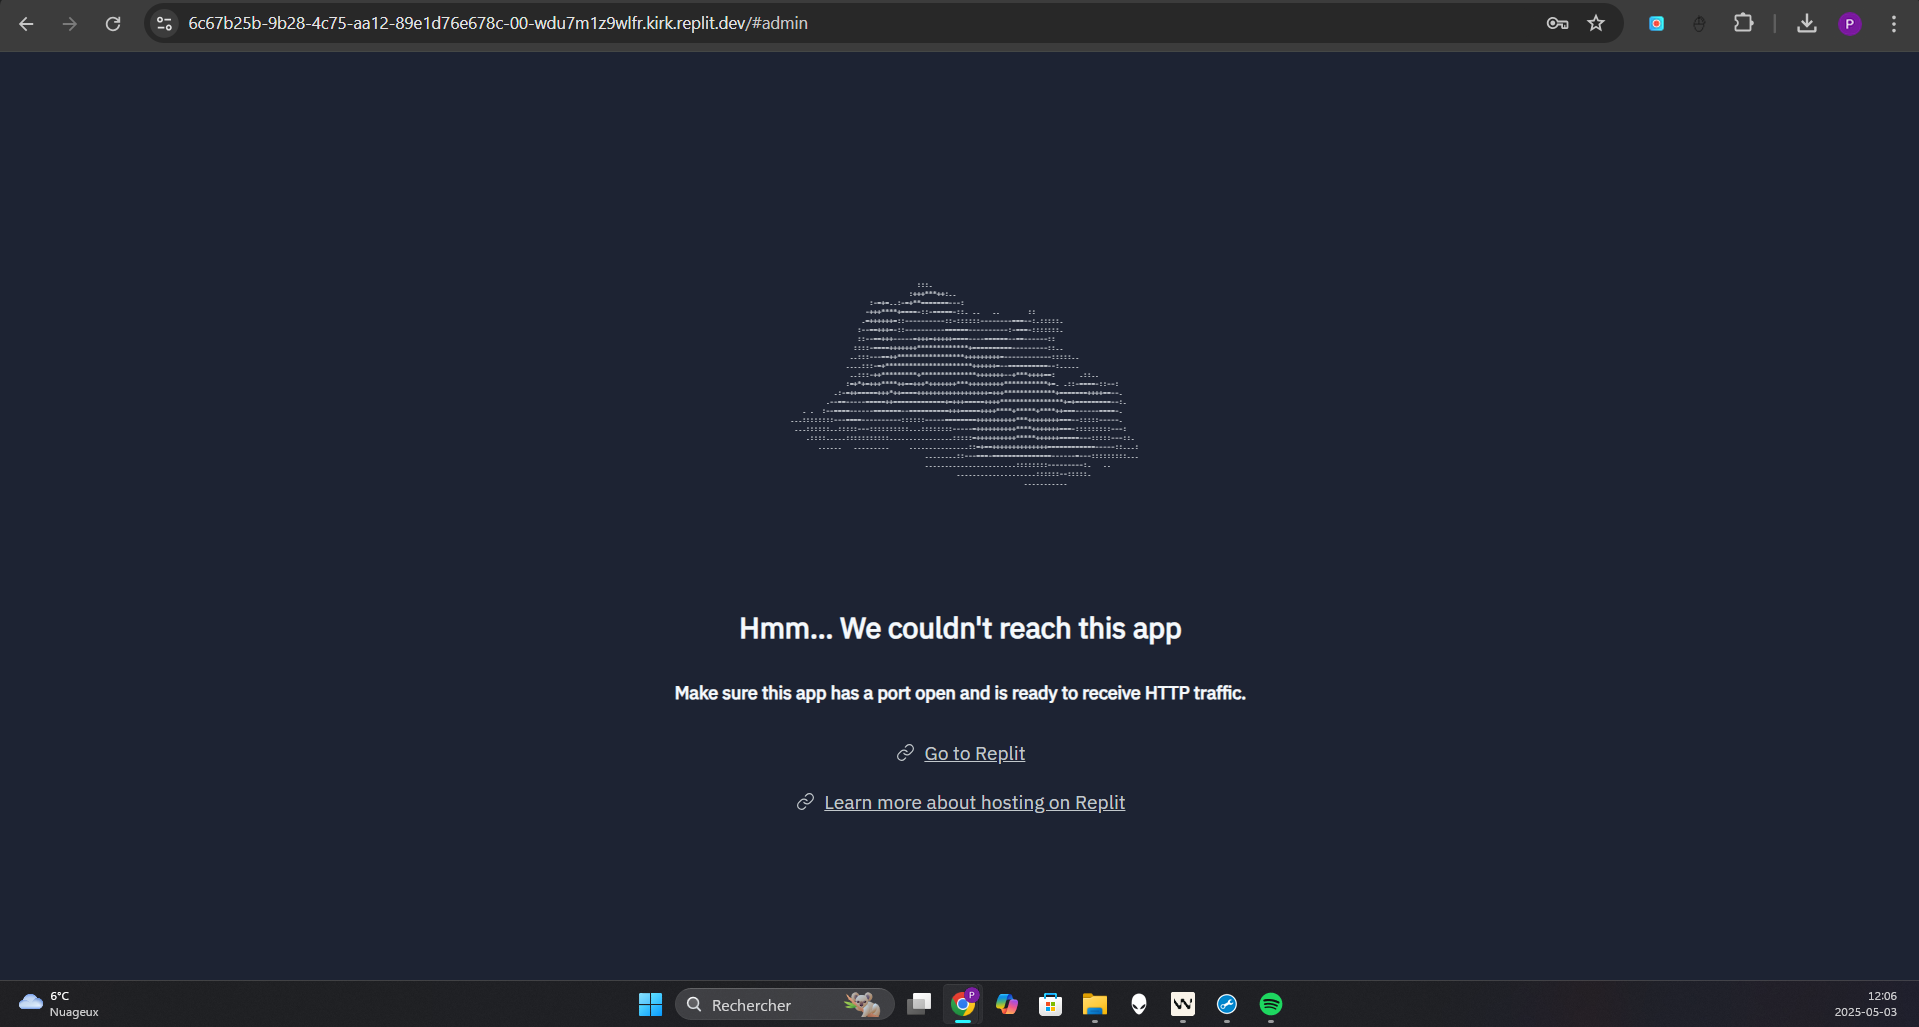 6c67b25b-9b28-4c75-aa12-89e1d76e678c-00-wdu7m1z9wlfr.kirk.replit.dev/#admin
P
Hmm... We couldn't reach this app
Make sure this app has a port open and is ready to receive HTTP traffic.
Go to Replit
Learn more about hosting on Replit
6°C
Nuageux
Rechercher
P
12:06
2025-05-03